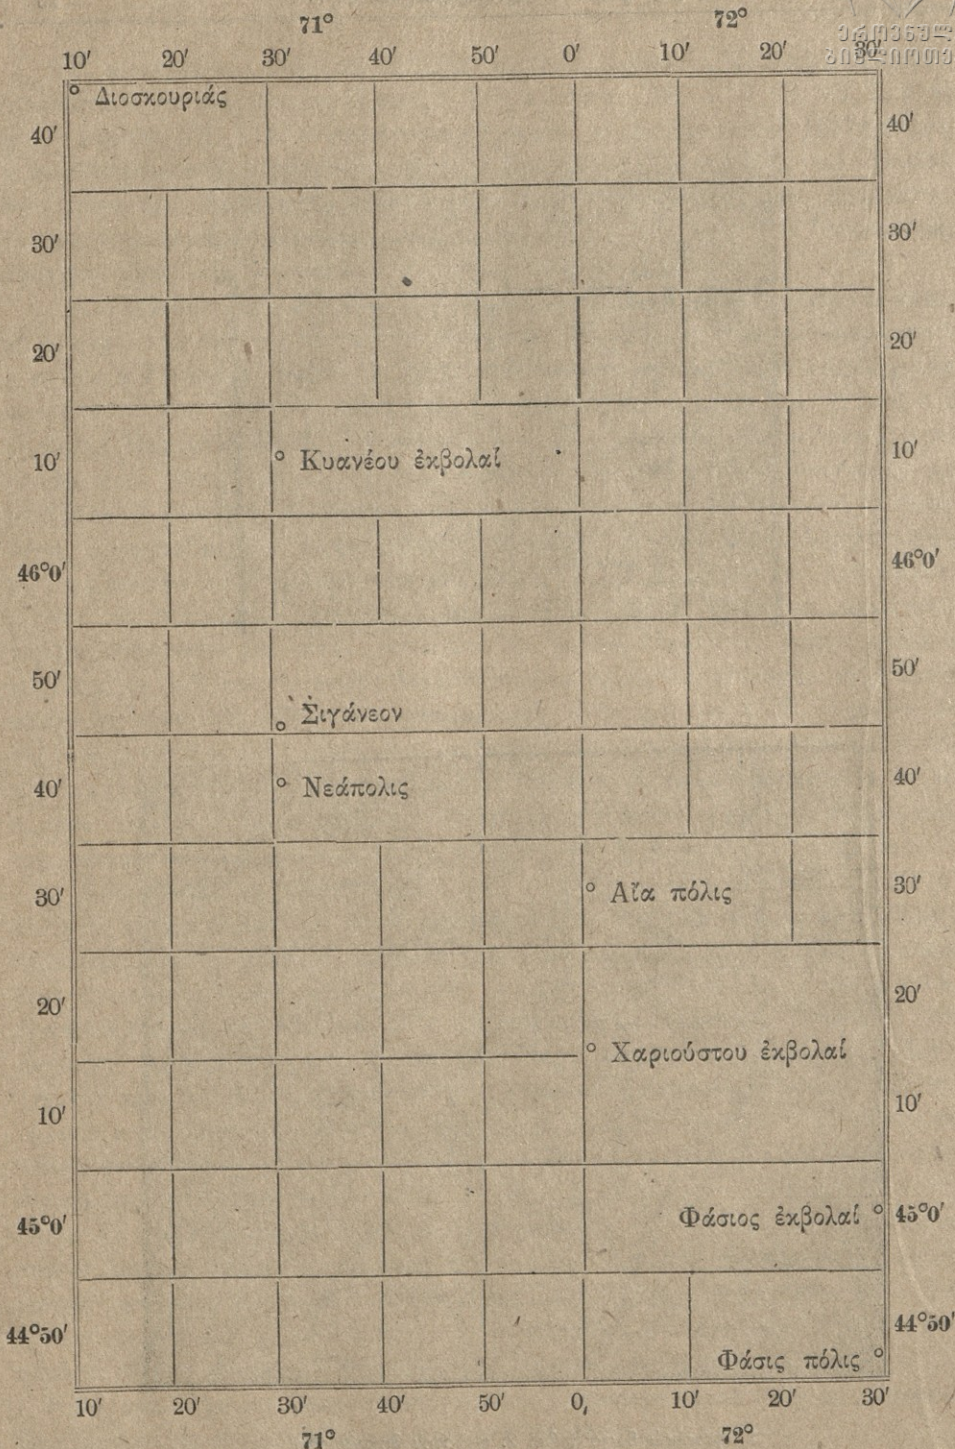 71° 72°
10′ 20′ 30′ 40′ 50′ 0′ 10′ 20′ 30′
Διοσκουριάς
40′ 40′
30′ 30′
20′ 20′
10′ Κυανέου ἐκβολαί 10′
46°0′ 46°0′
50′ 50′
Σιγάνεον
40′ Νεάπολις 40′
30′ Αἶα πόλις 30′
20′ 20′
Χαριούστου ἐκβολαί
10′ 10′
45°0′ Φάσιος ἐκβολαί 45°0′
44°50′ 44°50′
Φάσις πόλις
10′ 20′ 30′ 40′ 50′ 0, 10′ 20′ 30′
71° 72°